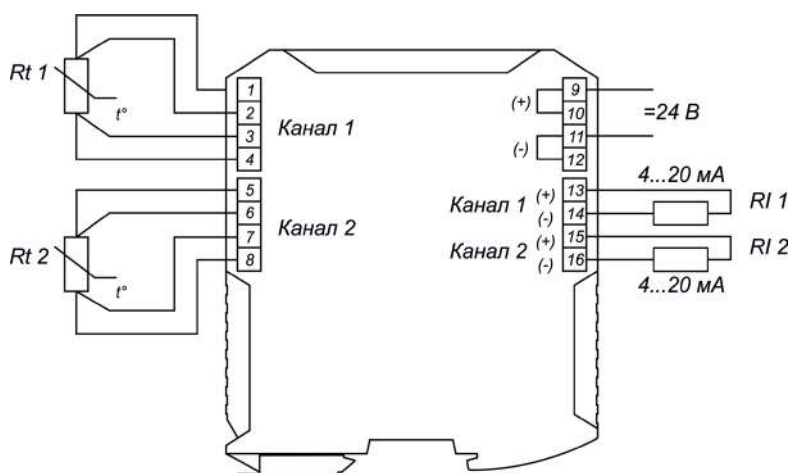 Rt 1
t°
1
2
3
4
Канал 1
Rt 2
t°
5
6
7
8
Канал 2
(+)
(-)
9
10
11
12
=24 В
Канал 1
(+)
(-)
13
14
4...20 мА
RI 1
Канал 2
(+)
(-)
15
16
RI 2
4...20 мА